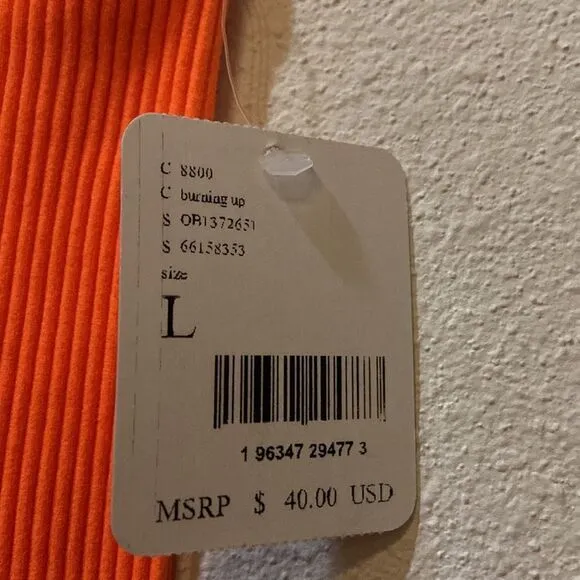 C 8800
C burning up
S OB1372651
S 66158353
size
L
1 96347 29477 3
MSRP $ 40.00 USD